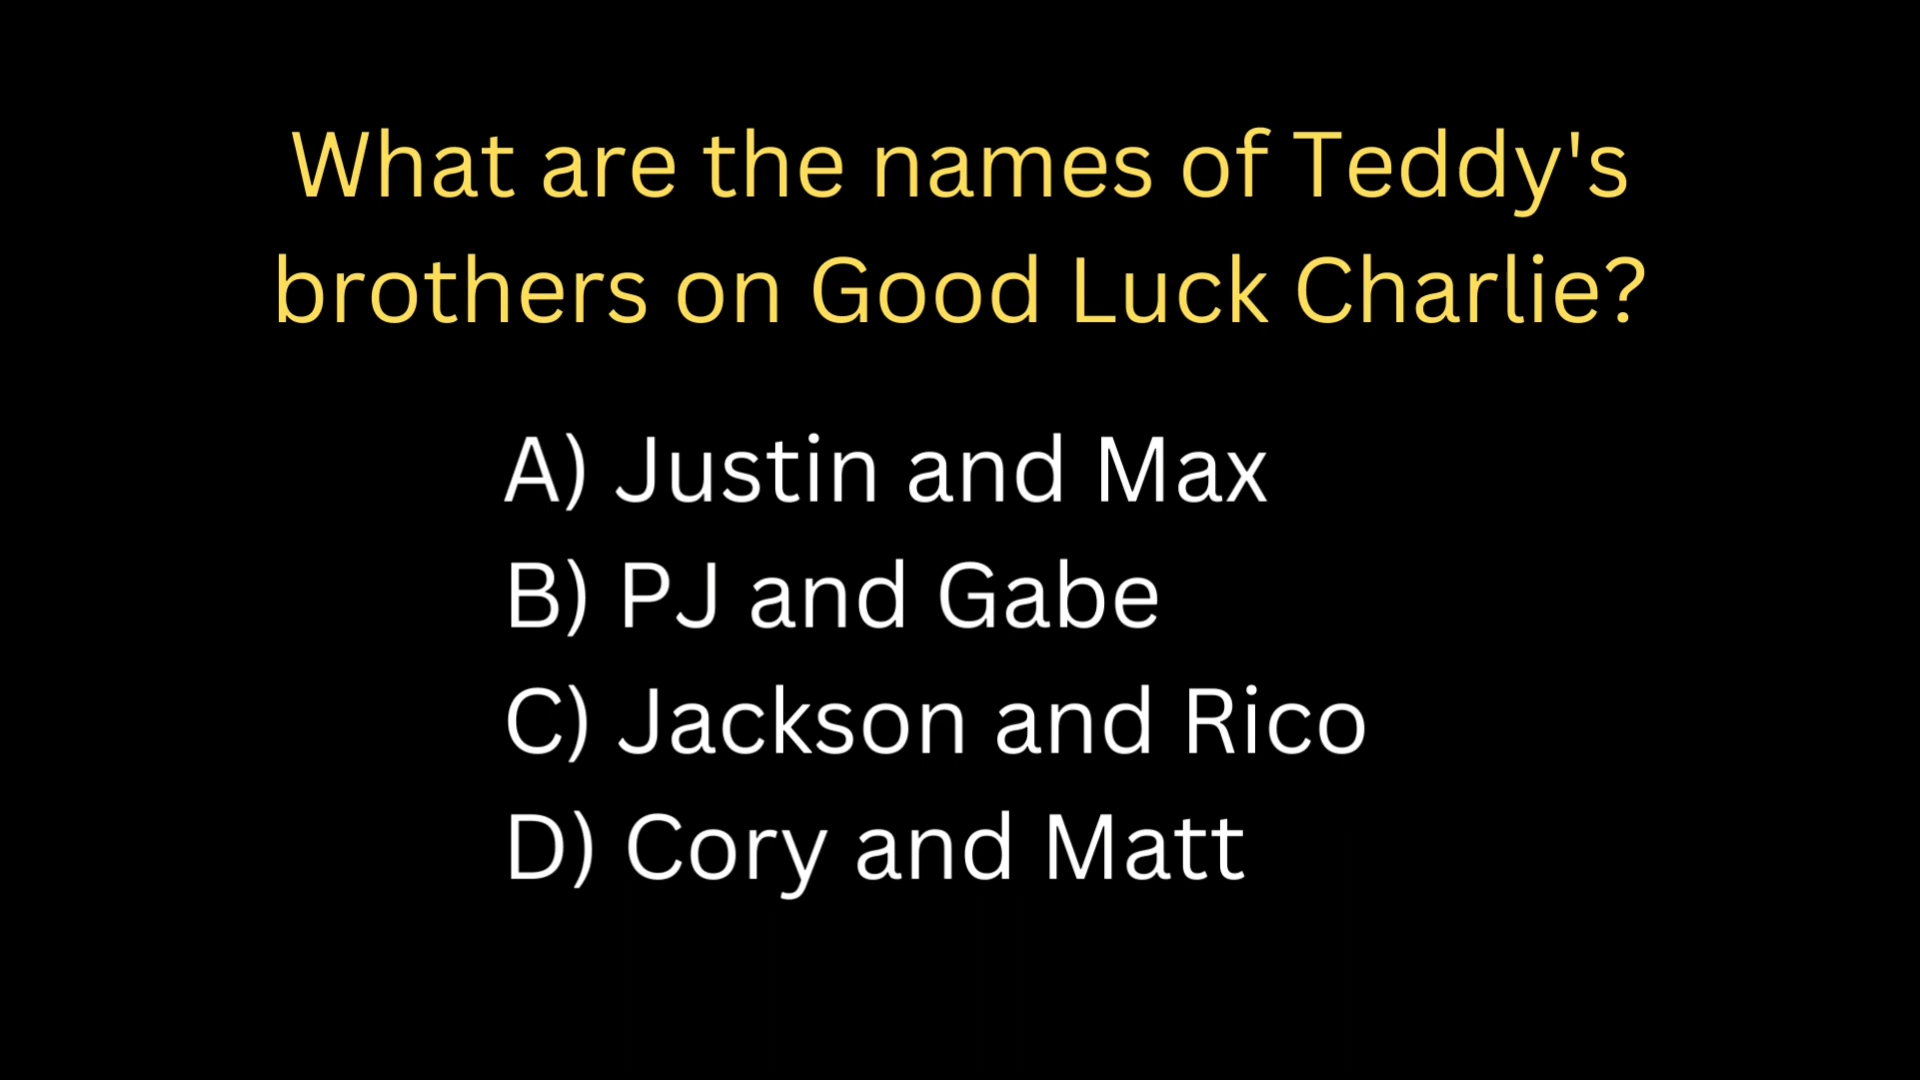 What are the names of Teddy's
brothers on Good Luck Charlie?
A) Justin and Max
B) PJ and Gabe
C) Jackson and Rico
D) Cory and Matt